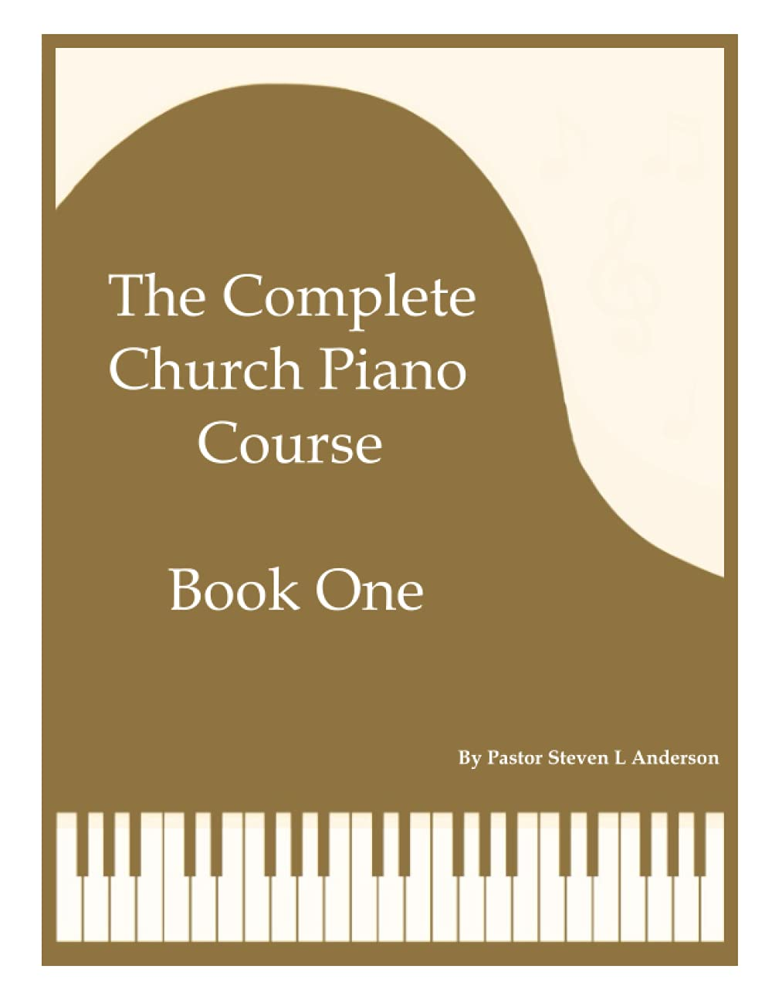 The Complete
Church Piano
Course
Book One
By Pastor Steven L Anderson